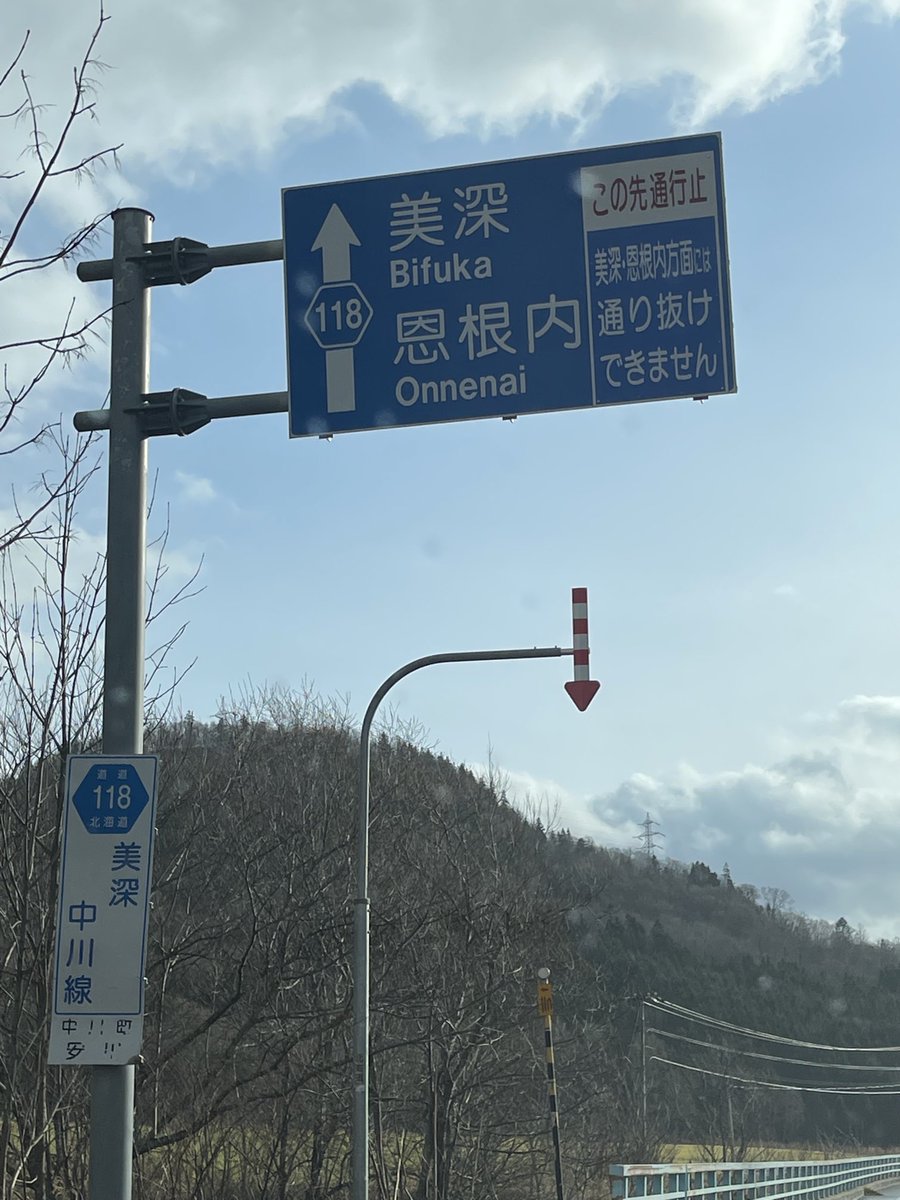 美深
Bifuka
118
恩根内
Onnenai
この先通行止
美深・恩根内方面には
通り抜け
できません
道道
118
北海道
美深
中川線
中川町
安川